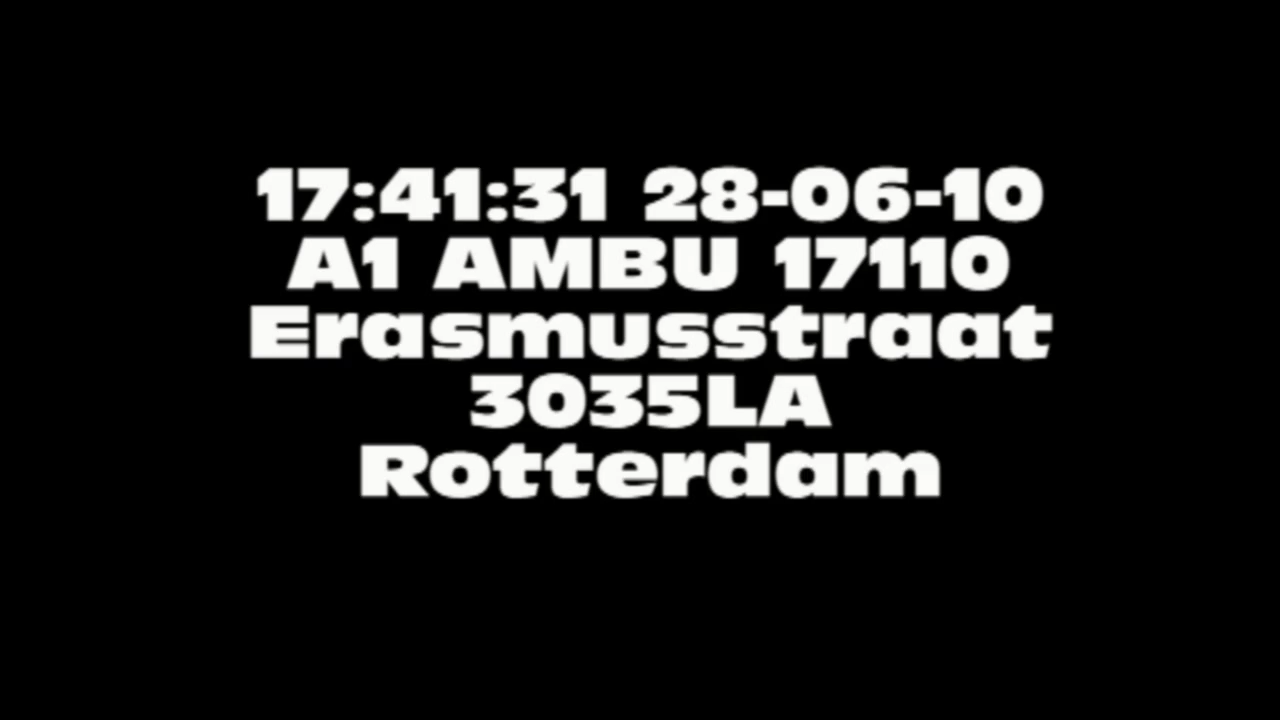 17:41:31 28-06-10
A1 AMBU 17110
Erasmusstraat
3035LA
Rotterdam